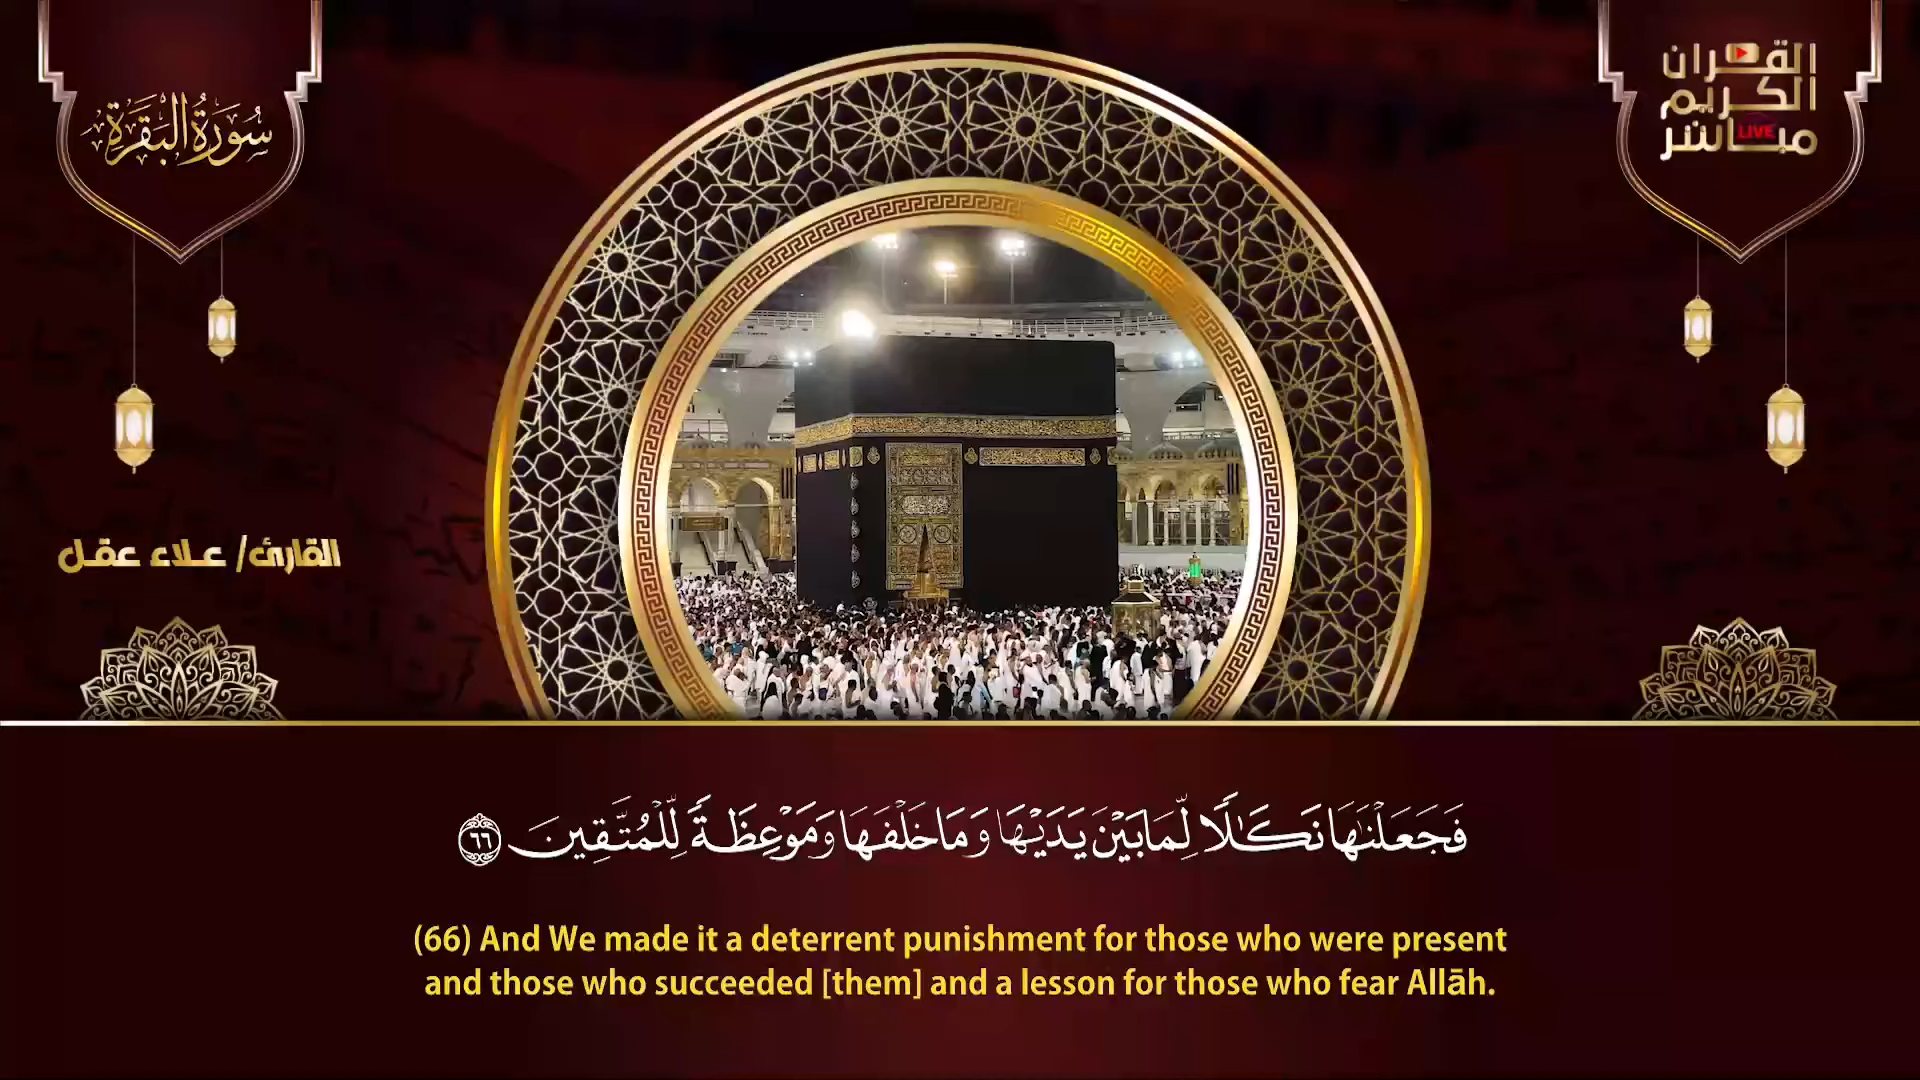 سُورَةُ البَقَرَةِ
القرآن
الكريم
مباشر
LIVE
القارئ/ علاء عقل
فَجَعَلْنَٰهَا نَكَٰلًا لِّمَا بَيْنَ يَدَيْهَا وَمَا خَلْفَهَا وَمَوْعِظَةً لِّلْمُتَّقِينَ ٦٦
(66) And We made it a deterrent punishment for those who were present
and those who succeeded [them] and a lesson for those who fear Allāh.